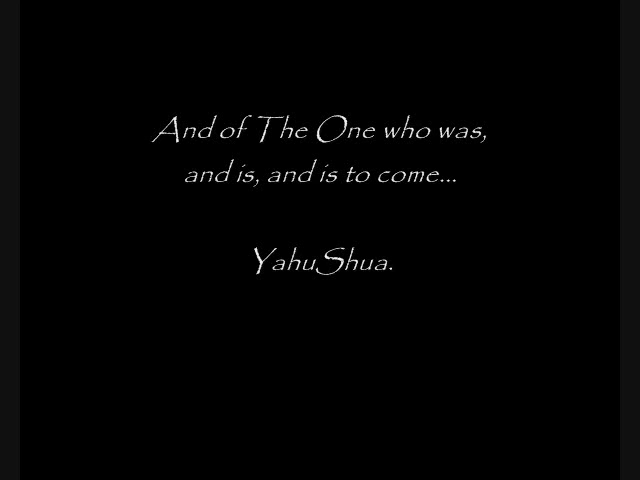 And of The One who was,
and is, and is to come...
YahuShua.